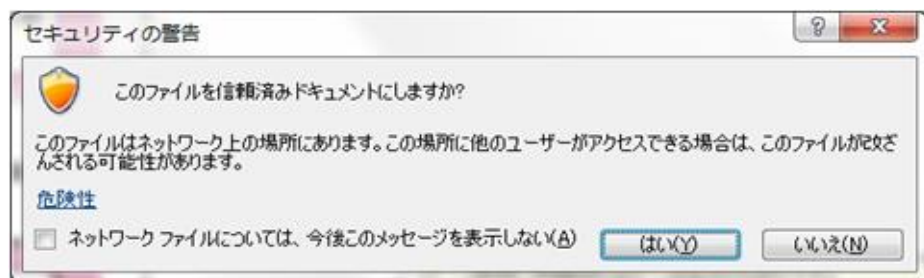 セキュリティの警告
このファイルを信頼済みドキュメントにしますか?
このファイルはネットワーク上の場所にあります。この場所に他のユーザーがアクセスできる場合は、このファイルが改ざ
んされる可能性があります。
危険性
ネットワーク ファイルについては、今後このメッセージを表示しない(A)
はい(Y)
いいえ(N)